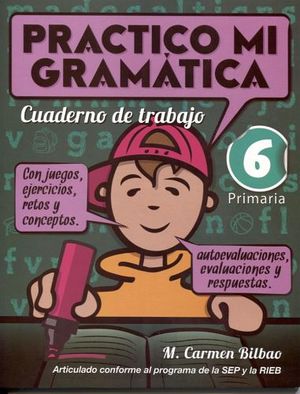 PRACTICO MI
GRAMÁTICA
Cuaderno de trabajo
6
Primaria
Con juegos,
ejercicios,
retos y
conceptos.
autoevaluaciones,
evaluaciones y
respuestas.
M. Carmen Bilbao
Articulado conforme al programa de la SEP y la RIEB